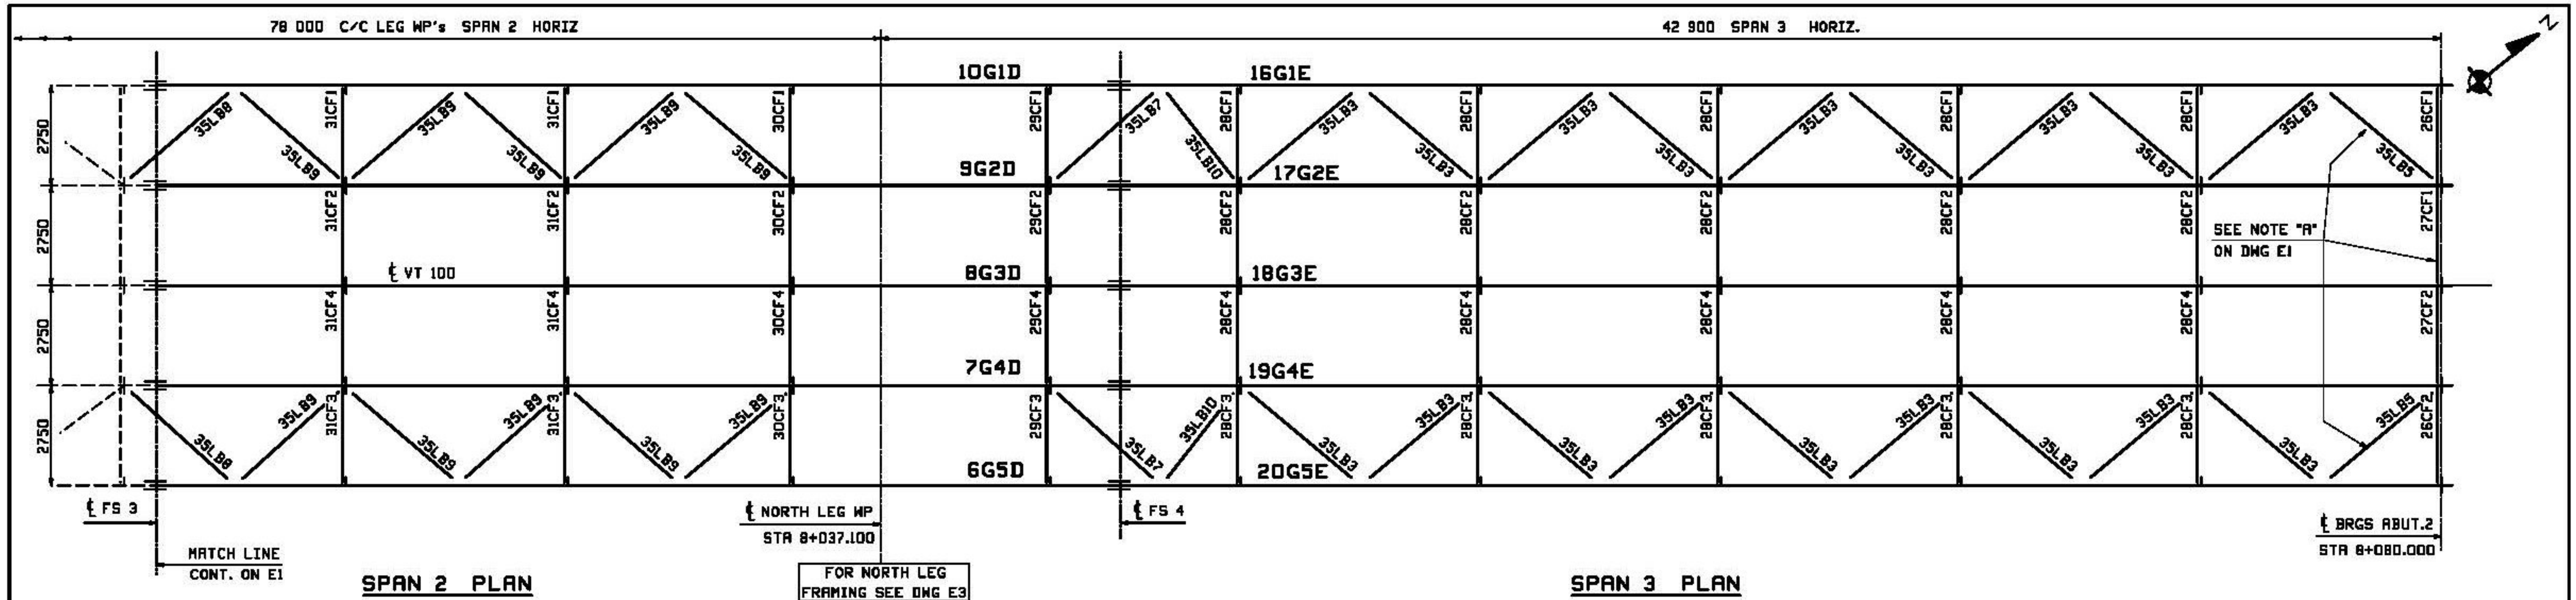 78 000 C/C LEG WP's SPAN 2 HORIZ
42 900 SPAN 3 HORIZ.
N
10G1D
16G1E
2750
35LB8
35LB9
31CF1
35LB9
35LB9
31CF1
35LB9
35LB9
30CF1
29CF1
35LB7
35LB10
28CF1
35LB3
35LB3
28CF1
35LB3
35LB3
28CF1
35LB3
35LB3
28CF1
35LB3
35LB3
28CF1
35LB3
35LB5
26CF1
9G2D
17G2E
2750
31CF2
31CF2
30CF2
29CF2
28CF2
28CF2
28CF2
28CF2
28CF2
27CF1
SEE NOTE "A"
ON DWG E1
℄ VT 100
8G3D
18G3E
2750
31CF4
31CF4
30CF4
29CF4
28CF4
28CF4
28CF4
28CF4
28CF4
27CF2
7G4D
19G4E
2750
35LB8
35LB9
31CF3
35LB9
35LB9
31CF3
35LB9
35LB9
30CF3
29CF3
35LB7
35LB10
28CF3
35LB3
35LB3
28CF3
35LB3
35LB3
28CF3
35LB3
35LB3
28CF3
35LB3
35LB3
28CF3
35LB3
35LB5
26CF2
6G5D
20G5E
℄ FS 3
℄ NORTH LEG WP
STA 8+037.100
℄ FS 4
℄ BRGS ABUT.2
STA 8+080.000
MATCH LINE
CONT. ON E1
SPAN 2 PLAN
FOR NORTH LEG
FRAMING SEE DWG E3
SPAN 3 PLAN